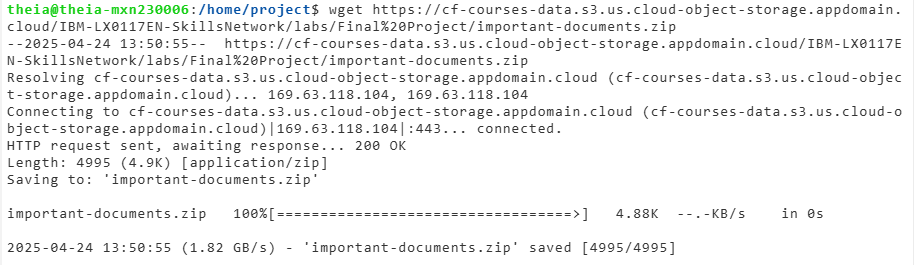 theia@theia-mxn230006:/home/project$ wget https://cf-courses-data.s3.us.cloud-object-storage.appdomain.
cloud/IBM-LX0117EN-SkillsNetwork/labs/Final%20Project/important-documents.zip
--2025-04-24 13:50:55--  https://cf-courses-data.s3.us.cloud-object-storage.appdomain.cloud/IBM-LX0117E
N-SkillsNetwork/labs/Final%20Project/important-documents.zip
Resolving cf-courses-data.s3.us.cloud-object-storage.appdomain.cloud (cf-courses-data.s3.us.cloud-objec
t-storage.appdomain.cloud)... 169.63.118.104, 169.63.118.104
Connecting to cf-courses-data.s3.us.cloud-object-storage.appdomain.cloud (cf-courses-data.s3.us.cloud-o
bject-storage.appdomain.cloud)|169.63.118.104|:443... connected.
HTTP request sent, awaiting response... 200 OK
Length: 4995 (4.9K) [application/zip]
Saving to: 'important-documents.zip'
important-documents.zip   100%[==================================>]   4.88K  --.-KB/s    in 0s
2025-04-24 13:50:55 (1.82 GB/s) - 'important-documents.zip' saved [4995/4995]